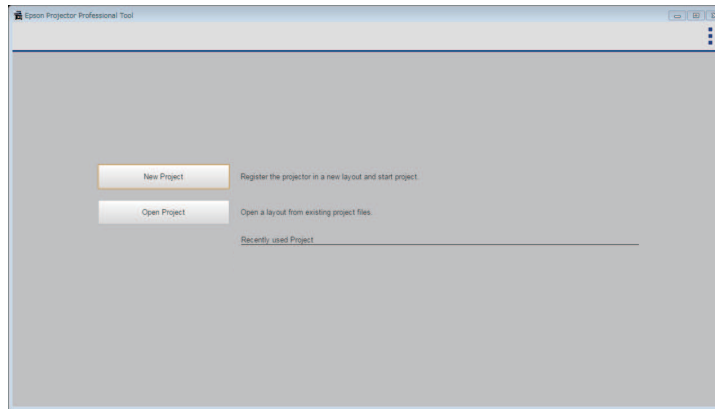 Epson Projector Professional Tool
New Project
Register the projector in a new layout and start project.
Open Project
Open a layout from existing project files.
Recently used Project